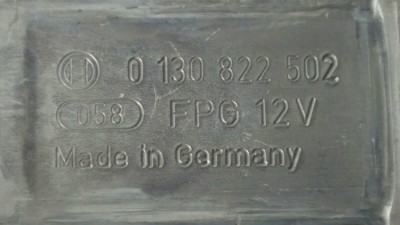 0 130 822 502
058 FPG 12V
Made in Germany